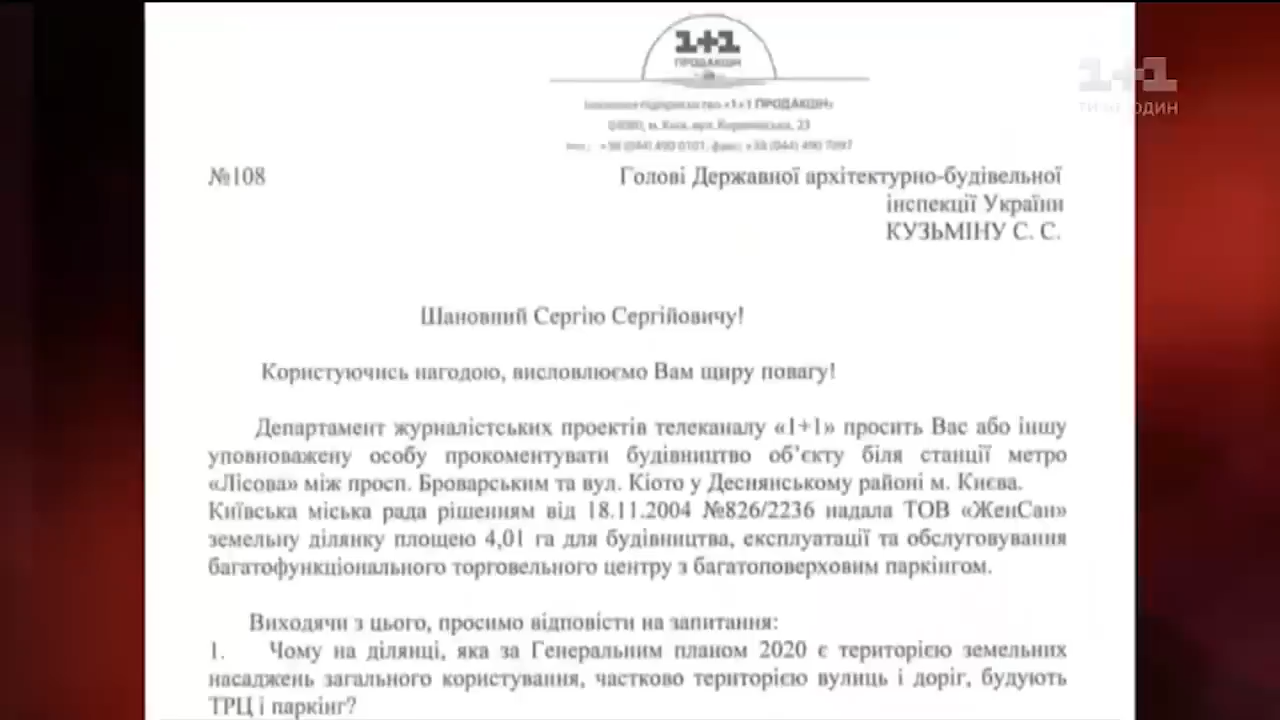 1+1
ПРОДАКШН
«1+1 ПРОДАКШН»
1+1
№108
Голові Державної архітектурно-будівельної
інспекції України
КУЗЬМІНУ С. С.
Шановний Сергію Сергійовичу!
Користуючись нагодою, висловлюємо Вам щиру повагу!
Департамент журналістських проектів телеканалу «1+1» просить Вас або іншу
уповноважену особу прокоментувати будівництво об’єкту біля станції метро
«Лісова» між просп. Броварським та вул. Кіото у Деснянському районі м. Києва.
Київська міська рада рішенням від 18.11.2004 №826/2236 надала ТОВ «ЖенСан»
земельну ділянку площею 4,01 га для будівництва, експлуатації та обслуговування
багатофункціонального торговельного центру з багатоповерховим паркінгом.
Виходячи з цього, просимо відповісти на запитання:
1. Чому на ділянці, яка за Генеральним планом 2020 є територією земельних
насаджень загального користування, частково територією вулиць і доріг, будують
ТРЦ і паркінг?